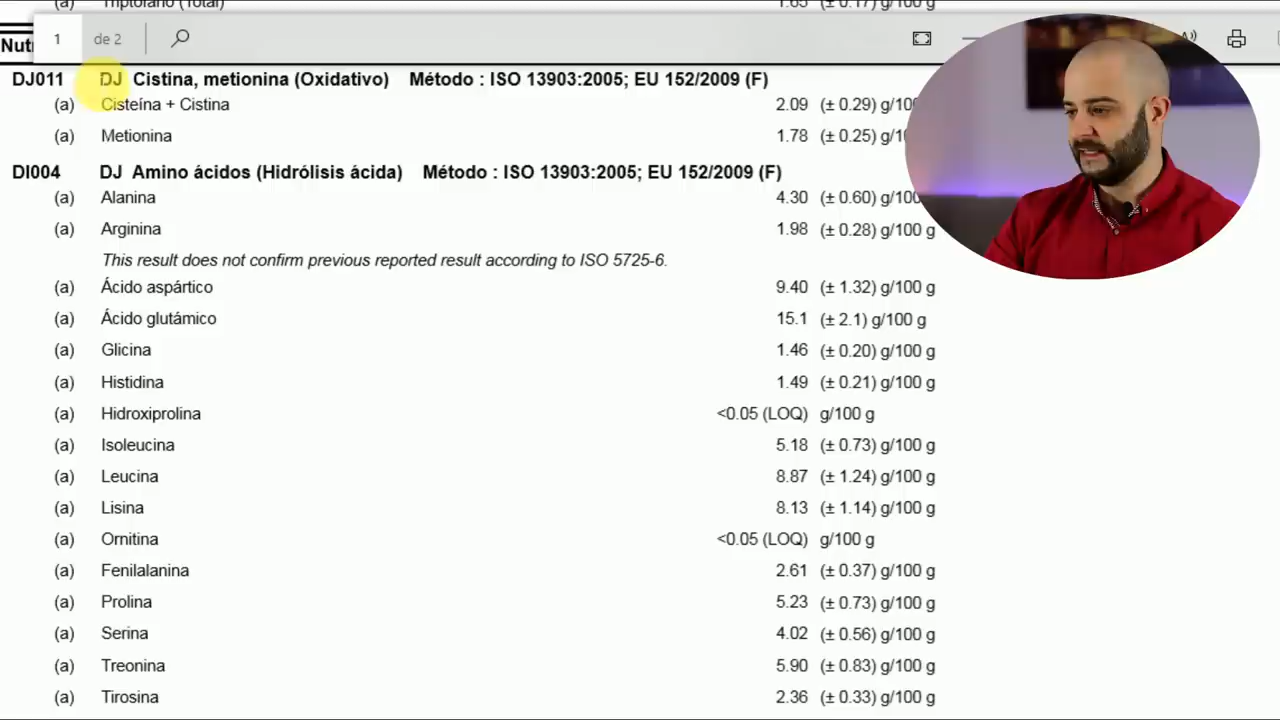 (a) Triptófano (Total) 1.65 (± 0.17) g/100 g
1 de 2
DJ011 DJ Cistina, metionina (Oxidativo) Método : ISO 13903:2005; EU 152/2009 (F)
(a) Cisteína + Cistina 2.09 (± 0.29) g/100
(a) Metionina 1.78 (± 0.25) g/1
DI004 DJ Amino ácidos (Hidrólisis ácida) Método : ISO 13903:2005; EU 152/2009 (F)
(a) Alanina 4.30 (± 0.60) g/100
(a) Arginina 1.98 (± 0.28) g/100 g
This result does not confirm previous reported result according to ISO 5725-6.
(a) Ácido aspártico 9.40 (± 1.32) g/100 g
(a) Ácido glutámico 15.1 (± 2.1) g/100 g
(a) Glicina 1.46 (± 0.20) g/100 g
(a) Histidina 1.49 (± 0.21) g/100 g
(a) Hidroxiprolina <0.05 (LOQ) g/100 g
(a) Isoleucina 5.18 (± 0.73) g/100 g
(a) Leucina 8.87 (± 1.24) g/100 g
(a) Lisina 8.13 (± 1.14) g/100 g
(a) Ornitina <0.05 (LOQ) g/100 g
(a) Fenilalanina 2.61 (± 0.37) g/100 g
(a) Prolina 5.23 (± 0.73) g/100 g
(a) Serina 4.02 (± 0.56) g/100 g
(a) Treonina 5.90 (± 0.83) g/100 g
(a) Tirosina 2.36 (± 0.33) g/100 g